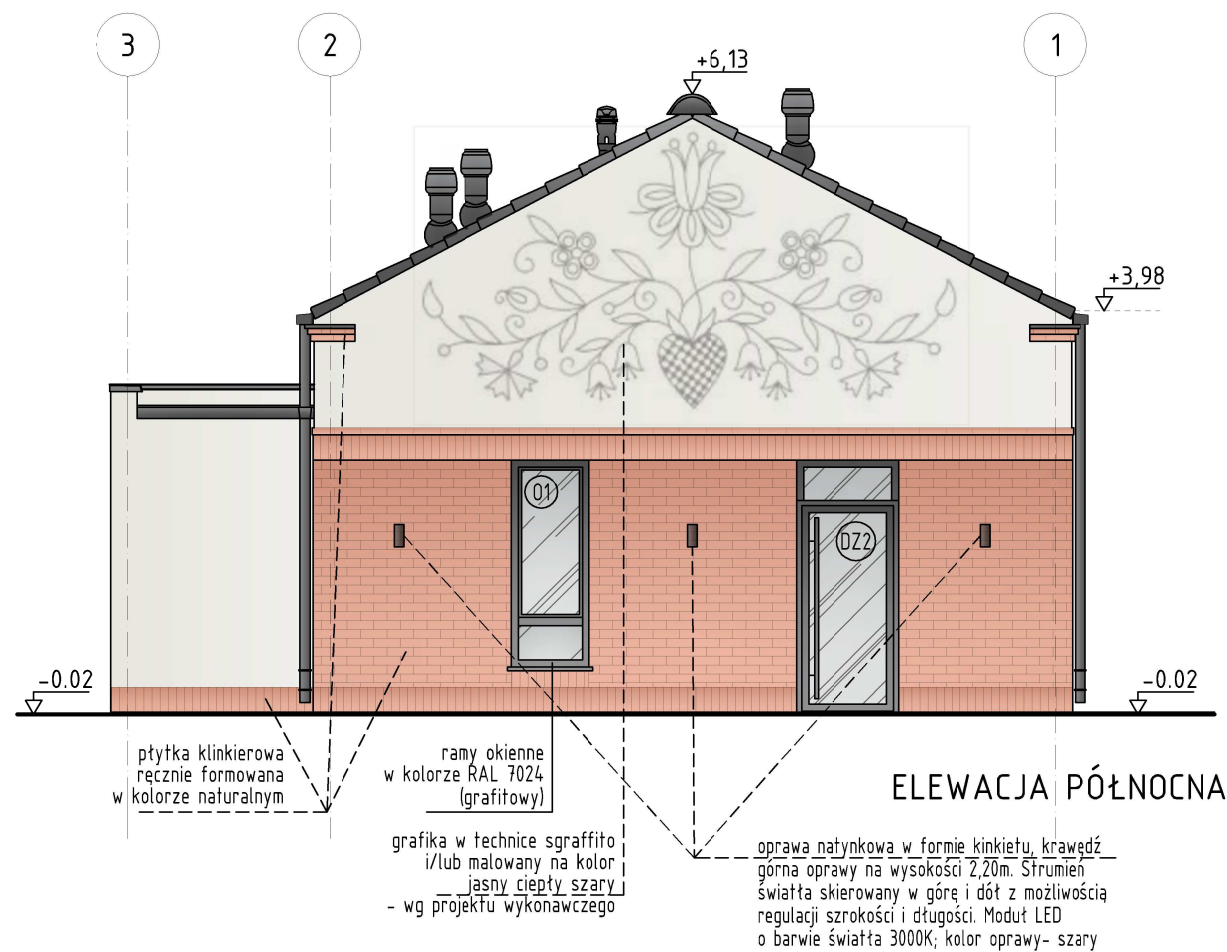 3
2
1
+6,13
+3,98
01
DZ2
-0.02
-0.02
płytka klinkierowa
ręcznie formowana
w kolorze naturalnym
ramy okienne
w kolorze RAL 7024
(grafitowy)
ELEWACJA PÓŁNOCNA
grafika w technice sgraffito
i/lub malowany na kolor
jasny ciepły szary
- wg projektu wykonawczego
oprawa natynkowa w formie kinkietu, krawędź
górna oprawy na wysokości 2,20m. Strumień
światła skierowany w górę i dół z możliwością
regulacji szrokości i długości. Moduł LED
o barwie światła 3000K; kolor oprawy- szary